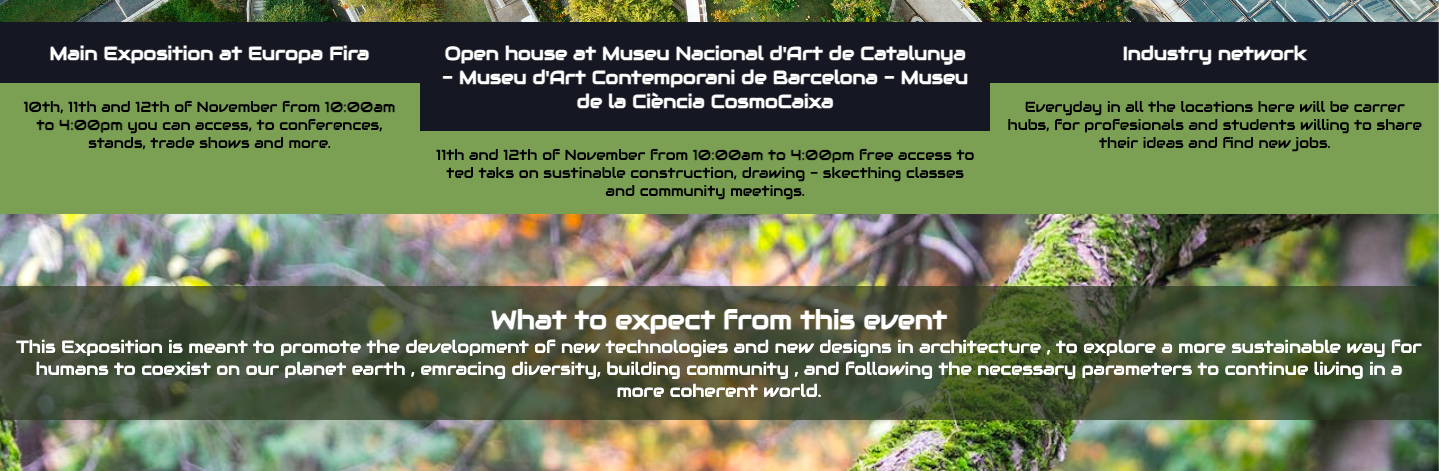 Main Exposition at Europa Fira
10th, 11th and 12th of November from 10:00am
to 4:00pm you can access, to conferences,
stands, trade shows and more.
Open house at Museu Nacional d'Art de Catalunya
- Museu d'Art Contemporani de Barcelona - Museu
de la Ciència CosmoCaixa
11th and 12th of November from 10:00am to 4:00pm free access to
ted taks on sustinable construction, drawing - skecthing classes
and community meetings.
Industry network
Everyday in all the locations here will be carrer
hubs, for profesionals and students willing to share
their ideas and find new jobs.
What to expect from this event
This Exposition is meant to promote the development of new technologies and new designs in architecture , to explore a more sustainable way for
humans to coexist on our planet earth , emracing diversity, building community , and following the necessary parameters to continue living in a
more coherent world.